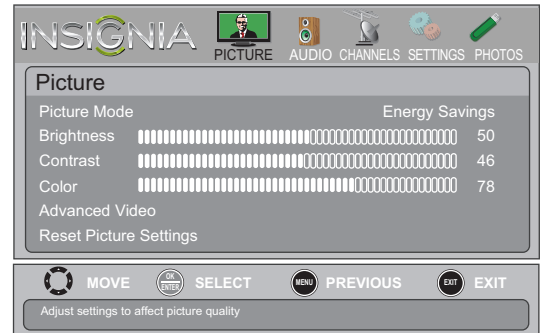 INSIGNIA PICTURE AUDIO CHANNELS SETTINGS PHOTOS
Picture
Picture Mode Energy Savings
Brightness 50
Contrast 46
Color 78
Advanced Video
Reset Picture Settings
MOVE OK ENTER SELECT MENU PREVIOUS EXIT EXIT
Adjust settings to affect picture quality